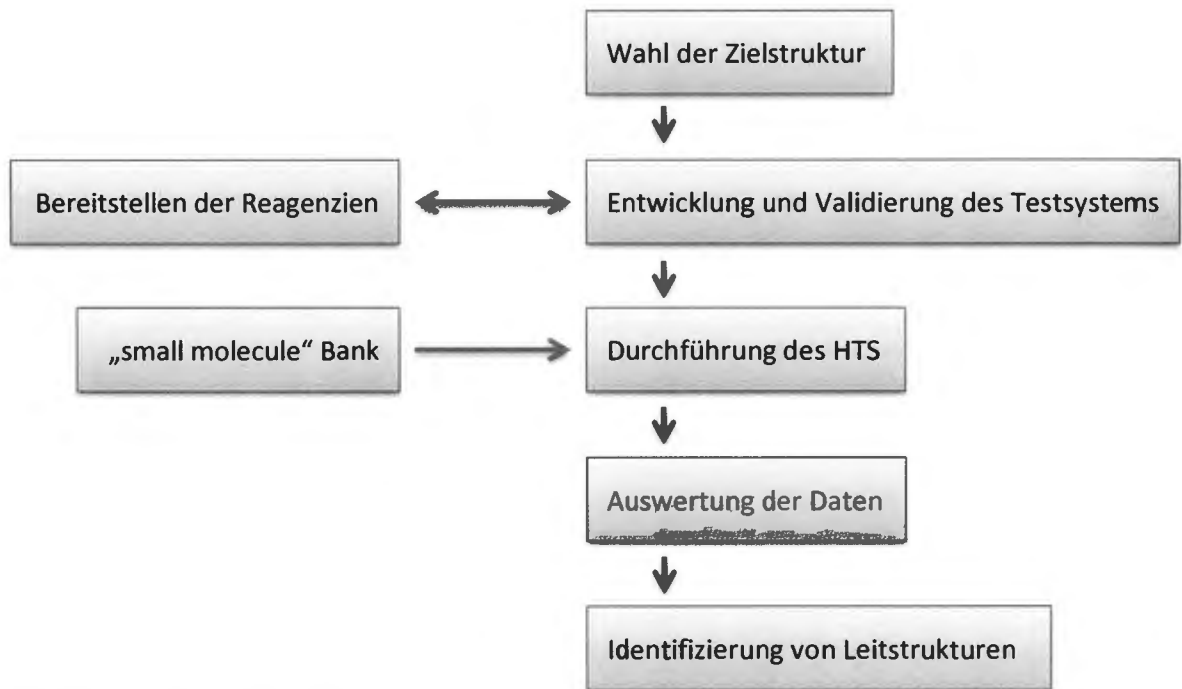 Wahl der Zielstruktur
Bereitstellen der Reagenzien
Entwicklung und Validierung des Testsystems
„small molecule“ Bank
Durchführung des HTS
Auswertung der Daten
Identifizierung von Leitstrukturen